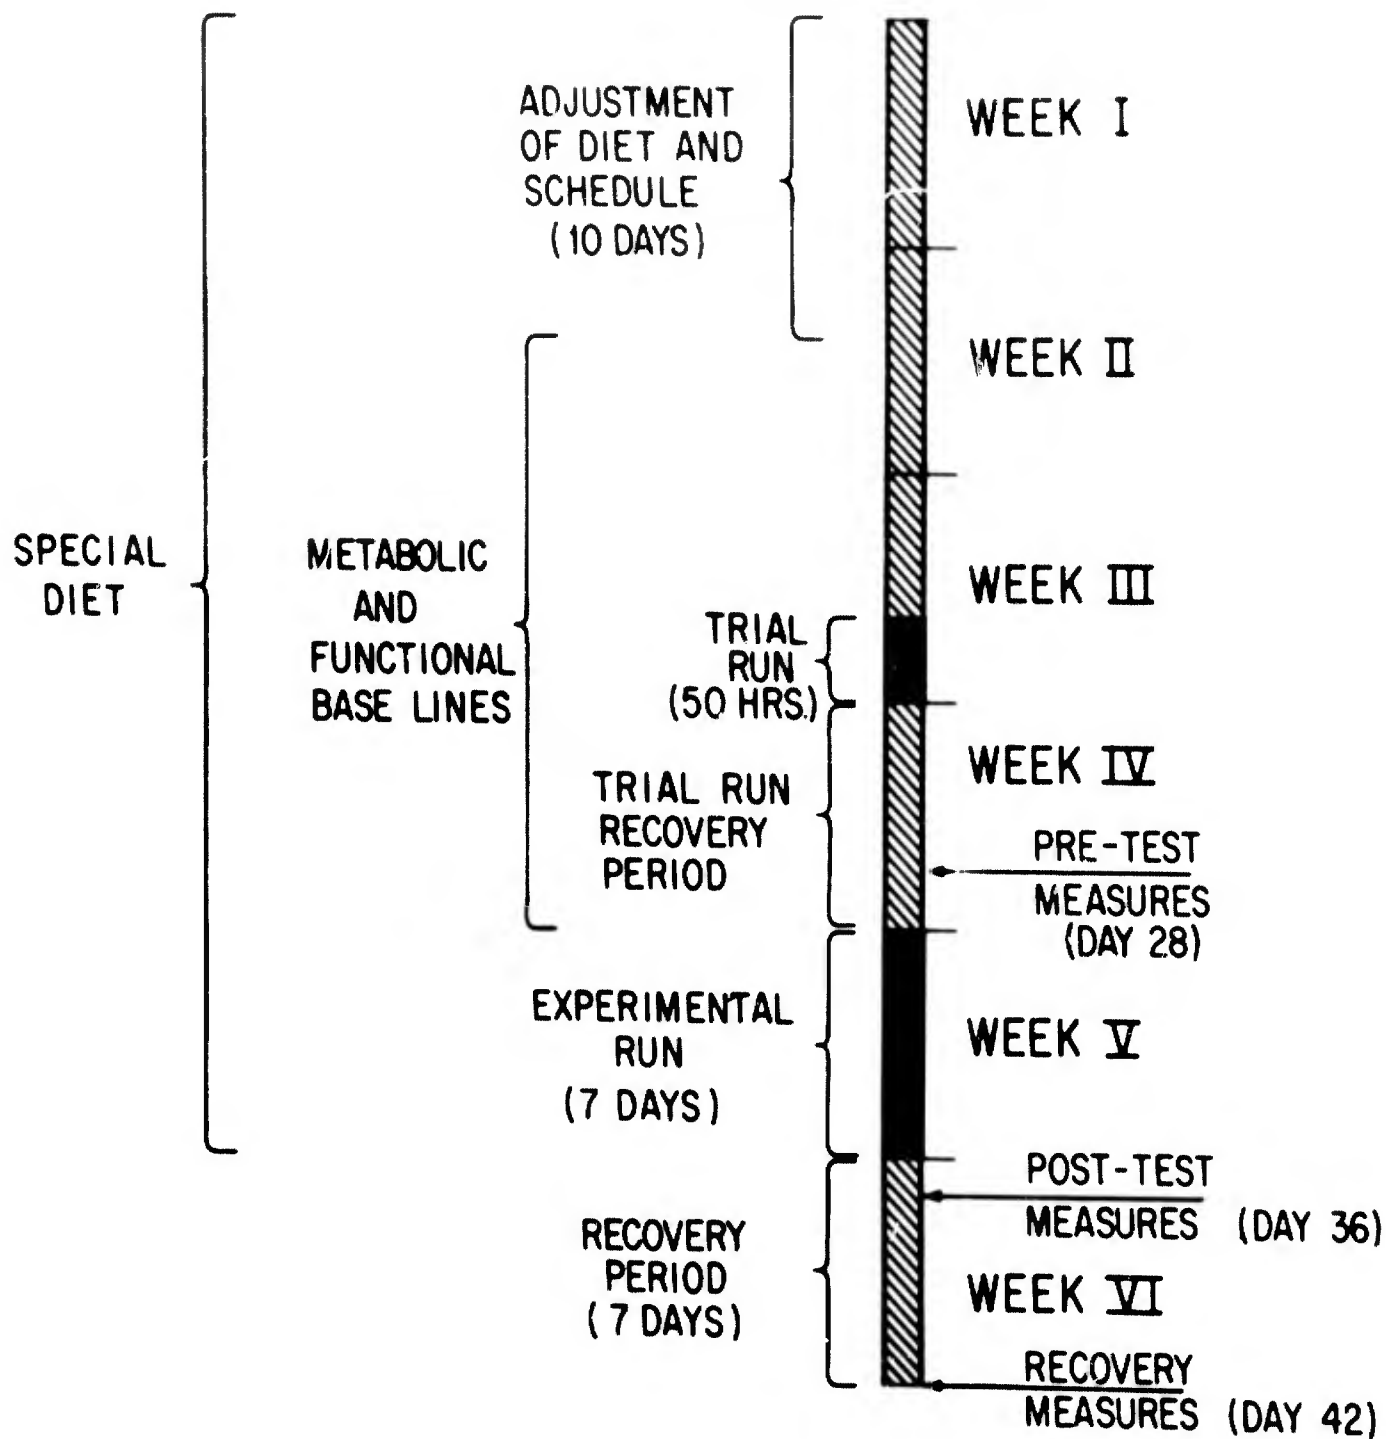 ADJUSTMENT
OF DIET AND
SCHEDULE
(10 DAYS)
WEEK I
WEEK II
SPECIAL
DIET
METABOLIC
AND
FUNCTIONAL
BASE LINES
WEEK III
TRIAL
RUN
(50 HRS.)
WEEK IV
TRIAL RUN
RECOVERY
PERIOD
PRE-TEST
MEASURES
(DAY 28)
EXPERIMENTAL
RUN
(7 DAYS)
WEEK V
POST-TEST
MEASURES (DAY 36)
RECOVERY
PERIOD
(7 DAYS)
WEEK VI
RECOVERY
MEASURES (DAY 42)